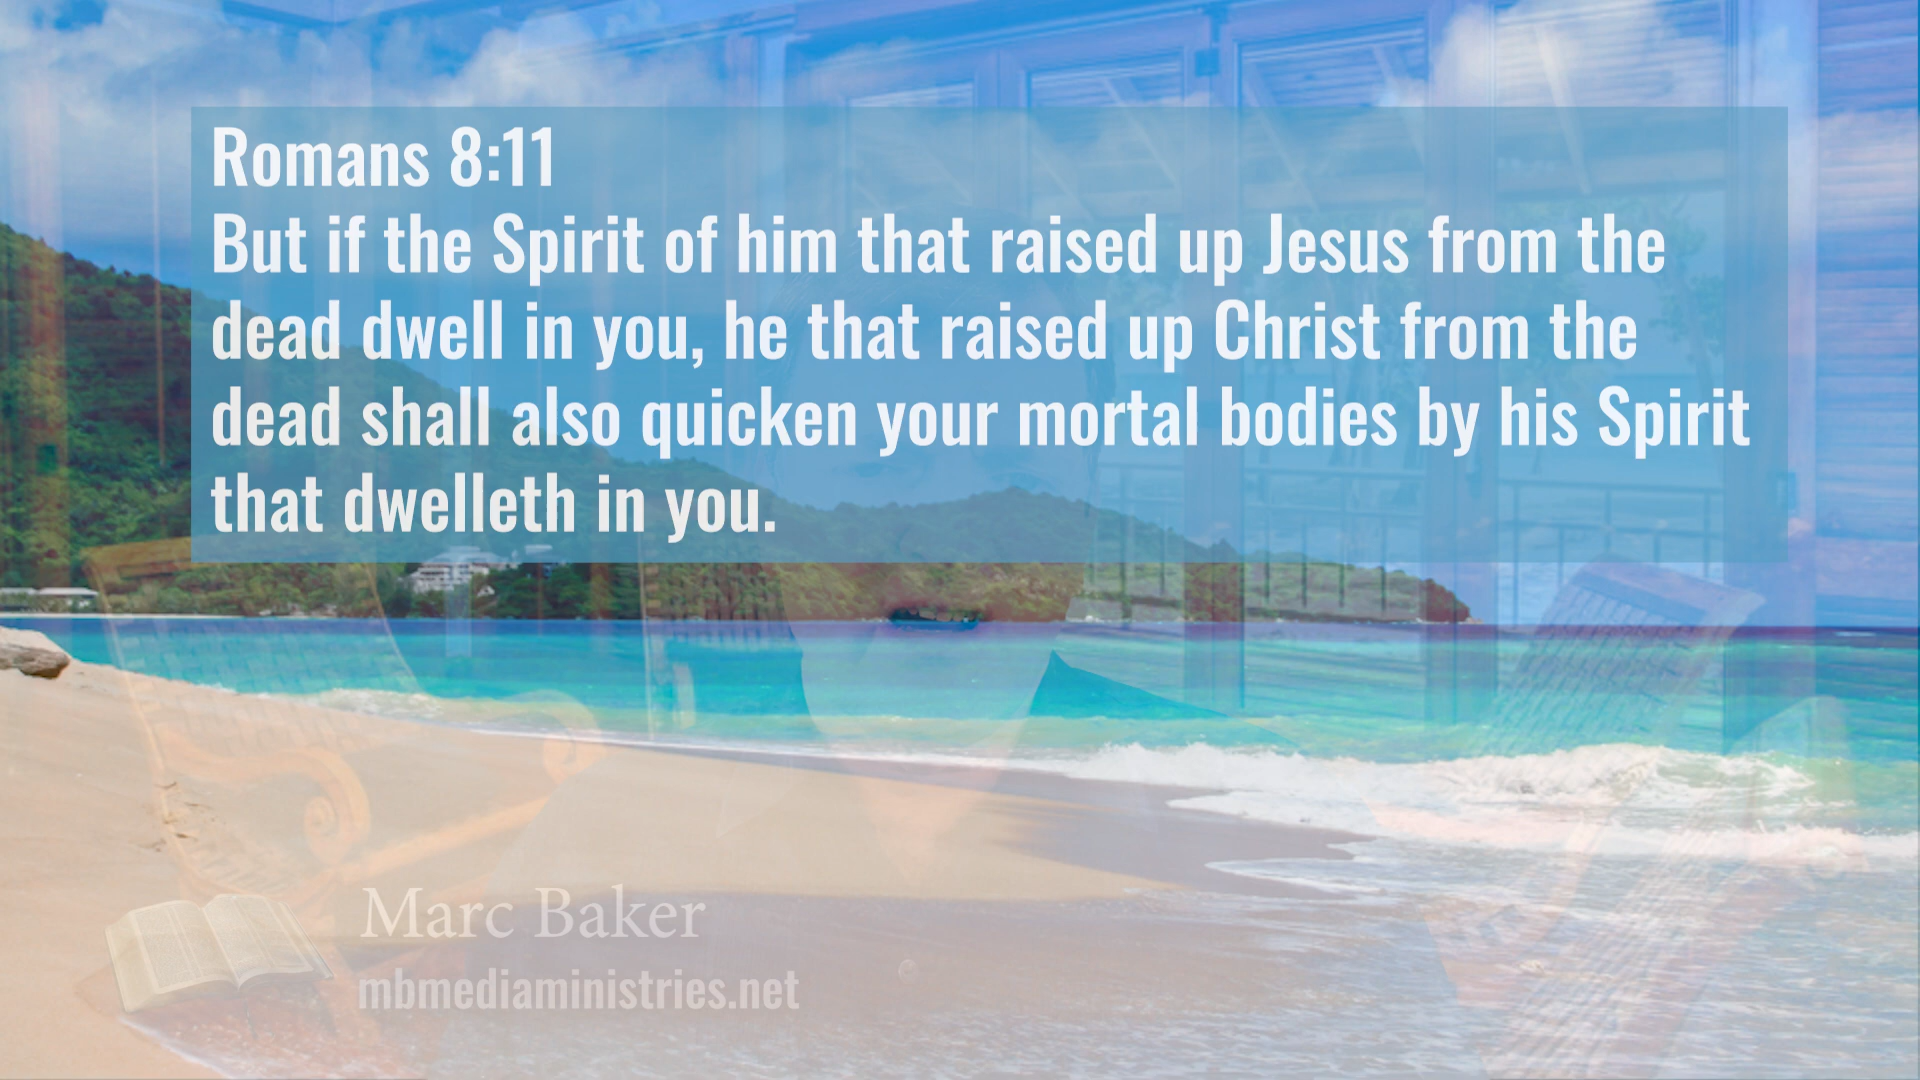 Romans 8:11
But if the Spirit of him that raised up Jesus from the
dead dwell in you, he that raised up Christ from the
dead shall also quicken your mortal bodies by his Spirit
that dwelleth in you.
Marc Baker
mbmediaministries.net